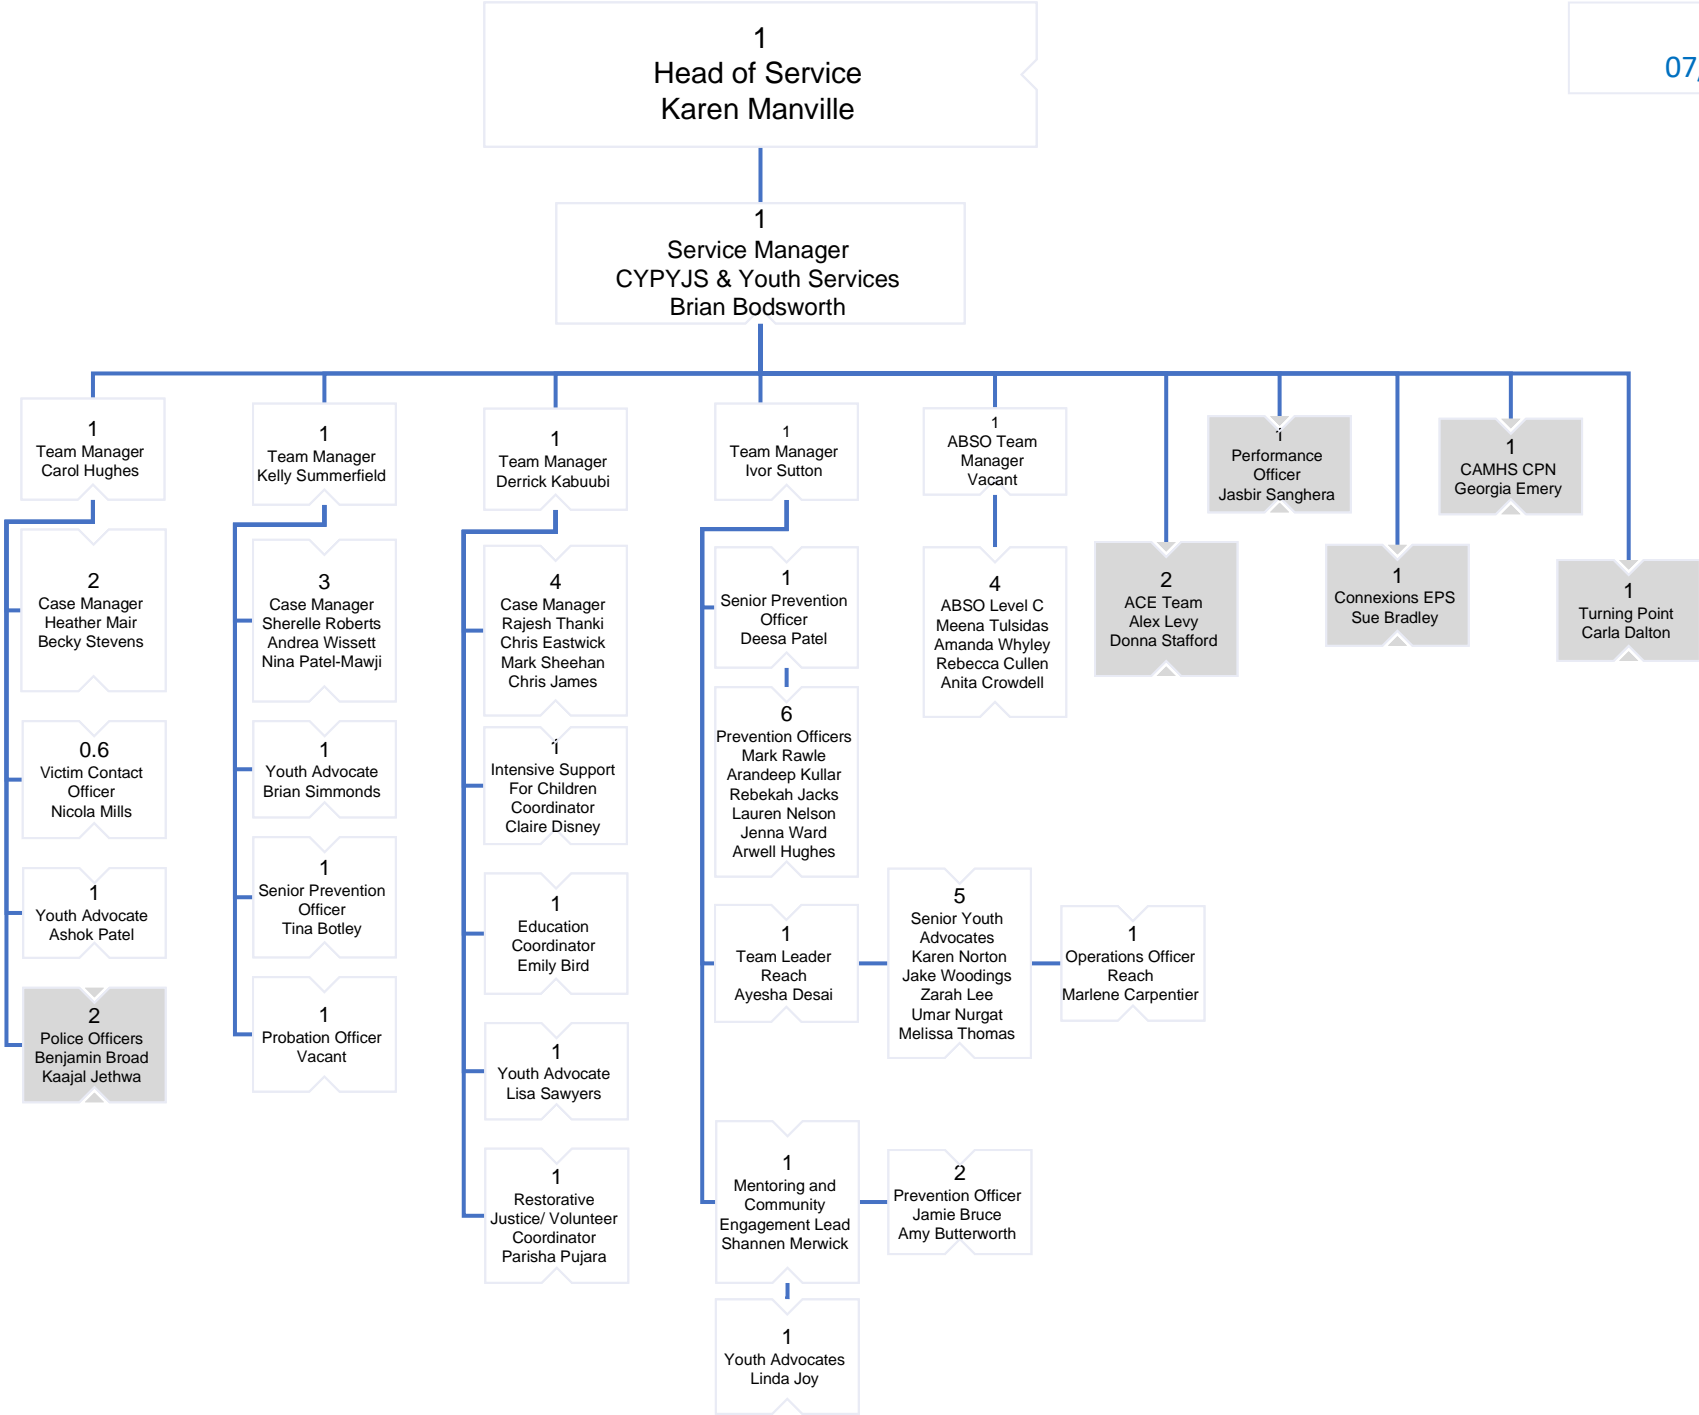 1
Head of Service
Karen Manville
07,
1
Service Manager
CYPYJS & Youth Services
Brian Bodsworth
1
Team Manager
Carol Hughes
2
Case Manager
Heather Mair
Becky Stevens
0.6
Victim Contact
Officer
Nicola Mills
1
Youth Advocate
Ashok Patel
2
Police Officers
Benjamin Broad
Kaajal Jethwa
1
Team Manager
Kelly Summerfield
3
Case Manager
Sherelle Roberts
Andrea Wissett
Nina Patel-Mawji
1
Youth Advocate
Brian Simmonds
1
Senior Prevention
Officer
Tina Botley
1
Probation Officer
Vacant
1
Team Manager
Derrick Kabuubi
4
Case Manager
Rajesh Thanki
Chris Eastwick
Mark Sheehan
Chris James
1
Intensive Support
For Children
Coordinator
Claire Disney
1
Education
Coordinator
Emily Bird
1
Youth Advocate
Lisa Sawyers
1
Restorative
Justice/ Volunteer
Coordinator
Parisha Pujara
1
Team Manager
Ivor Sutton
1
Senior Prevention
Officer
Deesa Patel
6
Prevention Officers
Mark Rawle
Arandeep Kullar
Rebekah Jacks
Lauren Nelson
Jenna Ward
Arwell Hughes
1
Team Leader
Reach
Ayesha Desai
5
Senior Youth
Advocates
Karen Norton
Jake Woodings
Zarah Lee
Umar Nurgat
Melissa Thomas
1
Operations Officer
Reach
Marlene Carpentier
1
Mentoring and
Community
Engagement Lead
Shannen Merwick
2
Prevention Officer
Jamie Bruce
Amy Butterworth
1
Youth Advocates
Linda Joy
1
ABSO Team
Manager
Vacant
4
ABSO Level C
Meena Tulsidas
Amanda Whyley
Rebecca Cullen
Anita Crowdell
2
ACE Team
Alex Levy
Donna Stafford
1
Performance
Officer
Jasbir Sanghera
1
Connexions EPS
Sue Bradley
1
CAMHS CPN
Georgia Emery
1
Turning Point
Carla Dalton